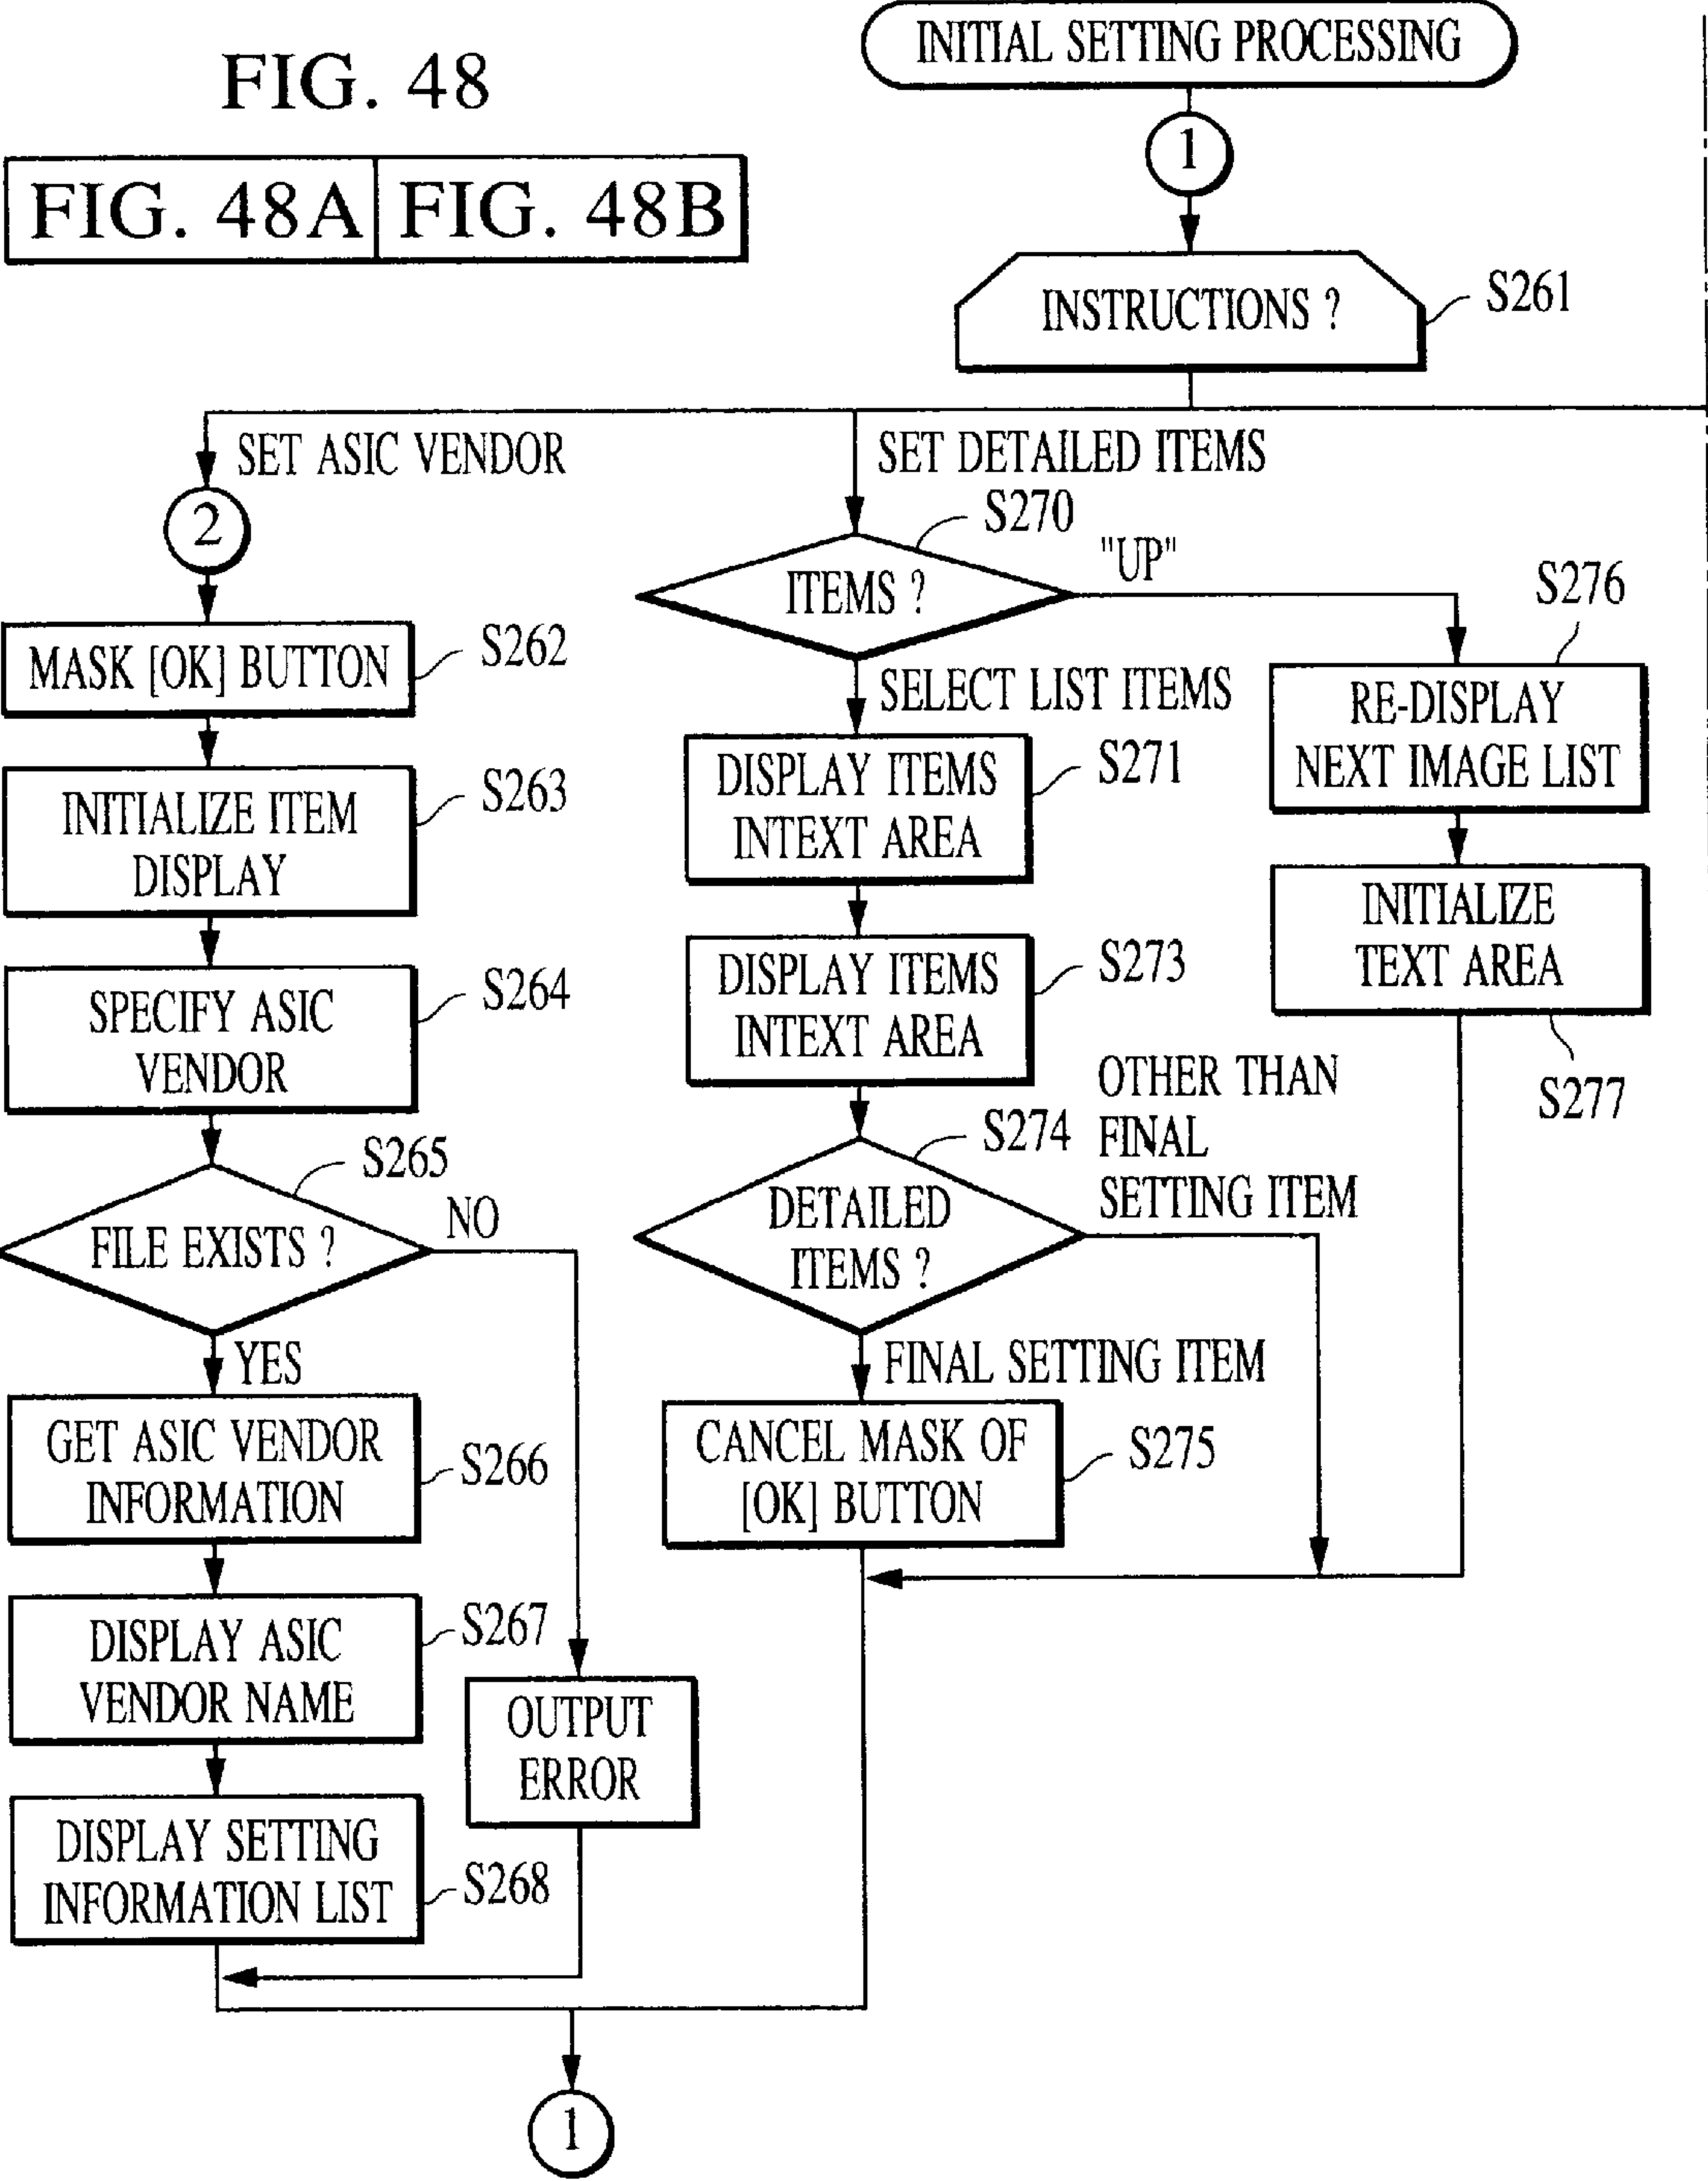 FIG. 48
FIG. 48A
FIG. 48B
INITIAL SETTING PROCESSING
1
INSTRUCTIONS ?
S261
SET ASIC VENDOR
2
MASK [OK] BUTTON
S262
INITIALIZE ITEM
DISPLAY
S263
SPECIFY ASIC
VENDOR
S264
FILE EXISTS ?
S265
NO
YES
GET ASIC VENDOR
INFORMATION
S266
DISPLAY ASIC
VENDOR NAME
S267
DISPLAY SETTING
INFORMATION LIST
S268
OUTPUT
ERROR
SET DETAILED ITEMS
S270
ITEMS ?
"UP"
SELECT LIST ITEMS
DISPLAY ITEMS
INTEXT AREA
S271
DISPLAY ITEMS
INTEXT AREA
S273
DETAILED
ITEMS ?
S274
OTHER THAN
FINAL
SETTING ITEM
FINAL SETTING ITEM
CANCEL MASK OF
[OK] BUTTON
S275
S276
RE-DISPLAY
NEXT IMAGE LIST
INITIALIZE
TEXT AREA
S277
1